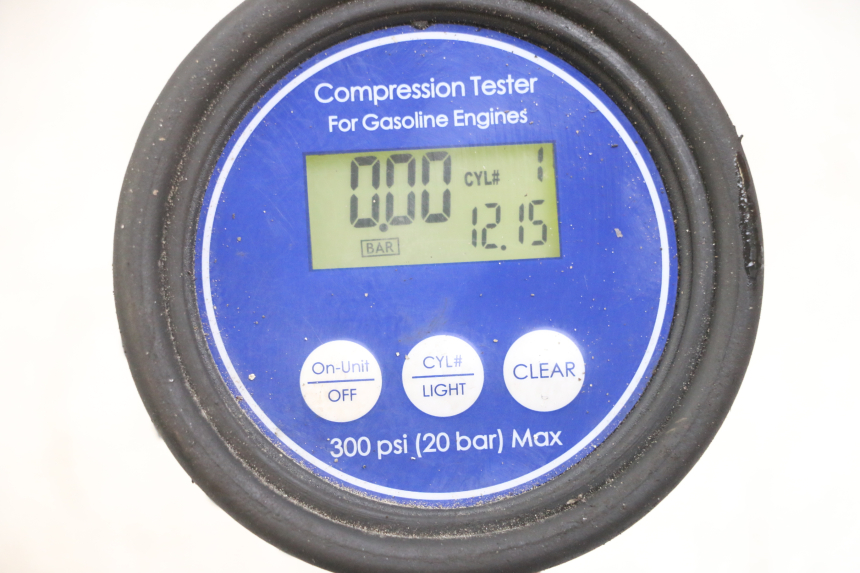 Compression Tester
For Gasoline Engines
0.00 CYL# 1
BAR 12.15
On-Unit CYL# CLEAR
OFF LIGHT
300 psi (20 bar) Max